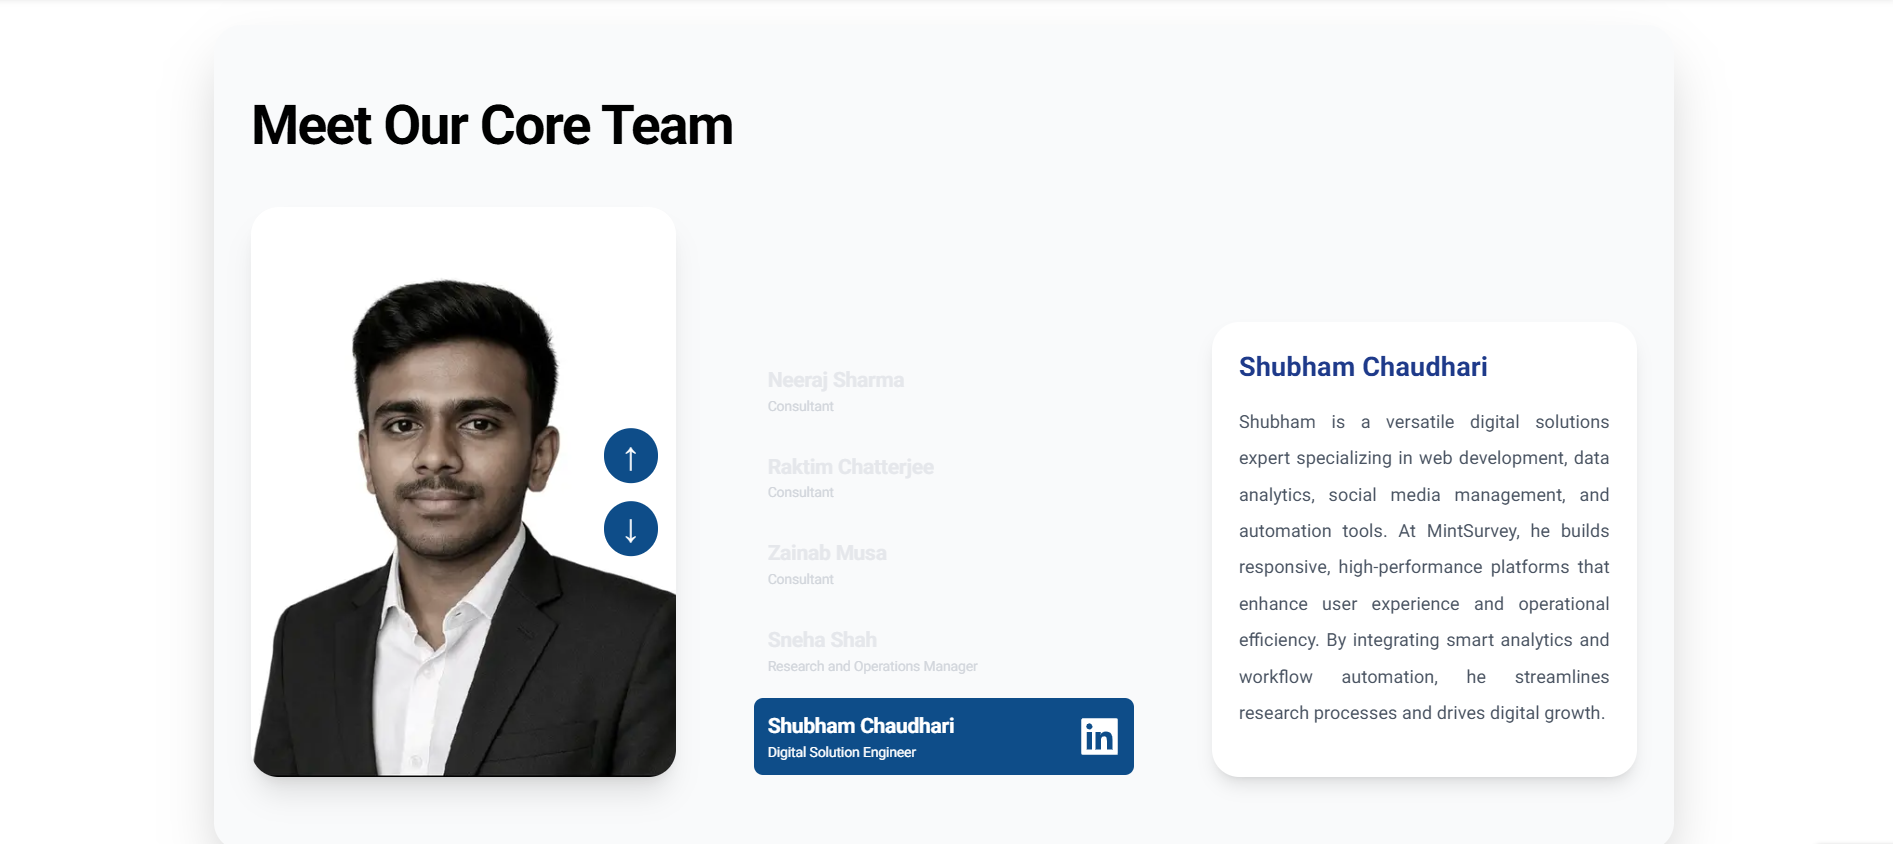 Meet Our Core Team
↑
↓
Neeraj Sharma
Consultant
Raktim Chatterjee
Consultant
Zainab Musa
Consultant
Sneha Shah
Research and Operations Manager
Shubham Chaudhari
Digital Solution Engineer
in
Shubham Chaudhari
Shubham is a versatile digital solutions
expert specializing in web development, data
analytics, social media management, and
automation tools. At MintSurvey, he builds
responsive, high-performance platforms that
enhance user experience and operational
efficiency. By integrating smart analytics and
workflow automation, he streamlines
research processes and drives digital growth.